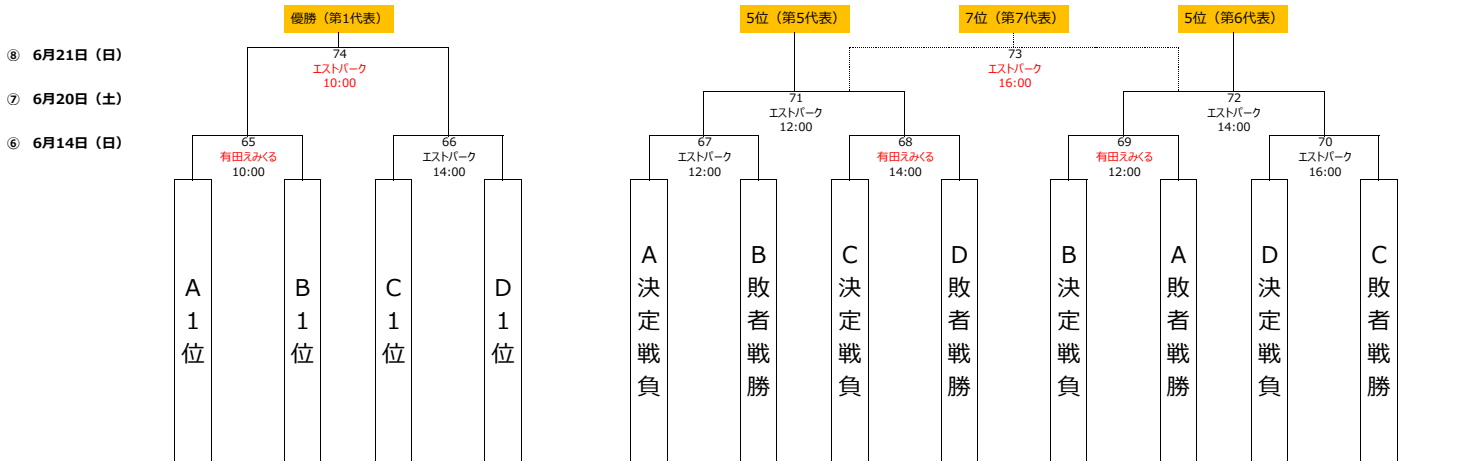 優勝（第1代表）
5位（第5代表）
7位（第7代表）
5位（第6代表）
⑧ 6月21日（日）
74
エストパーク
10:00
73
エストパーク
16:00
⑦ 6月20日（土）
71
エストパーク
12:00
72
エストパーク
14:00
⑥ 6月14日（日）
65
有田えみくる
10:00
66
エストパーク
14:00
67
エストパーク
12:00
68
有田えみくる
14:00
69
有田えみくる
12:00
70
エストパーク
16:00
A1位
B1位
C1位
D1位
A決定戦負
B敗者戦勝
C決定戦負
D敗者戦勝
B決定戦負
A敗者戦勝
D決定戦負
C敗者戦勝